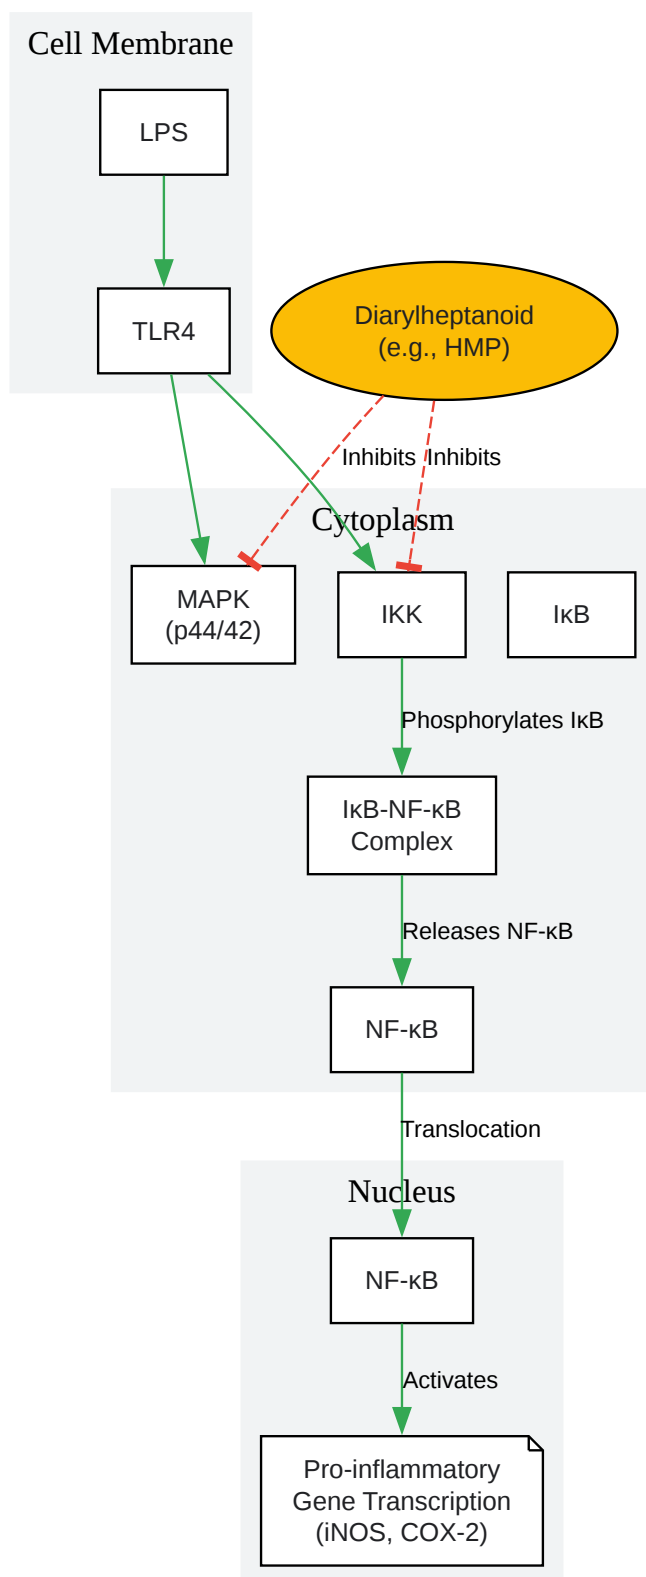 Cell Membrane
LPS
TLR4
Diarylheptanoid
(e.g., HMP)
Inhibits
Inhibits
Cytoplasm
MAPK
(p44/42)
IKK
IκB
Phosphorylates IκB
IκB-NF-κB
Complex
Releases NF-κB
NF-κB
Translocation
Nucleus
NF-κB
Activates
Pro-inflammatory
Gene Transcription
(iNOS, COX-2)